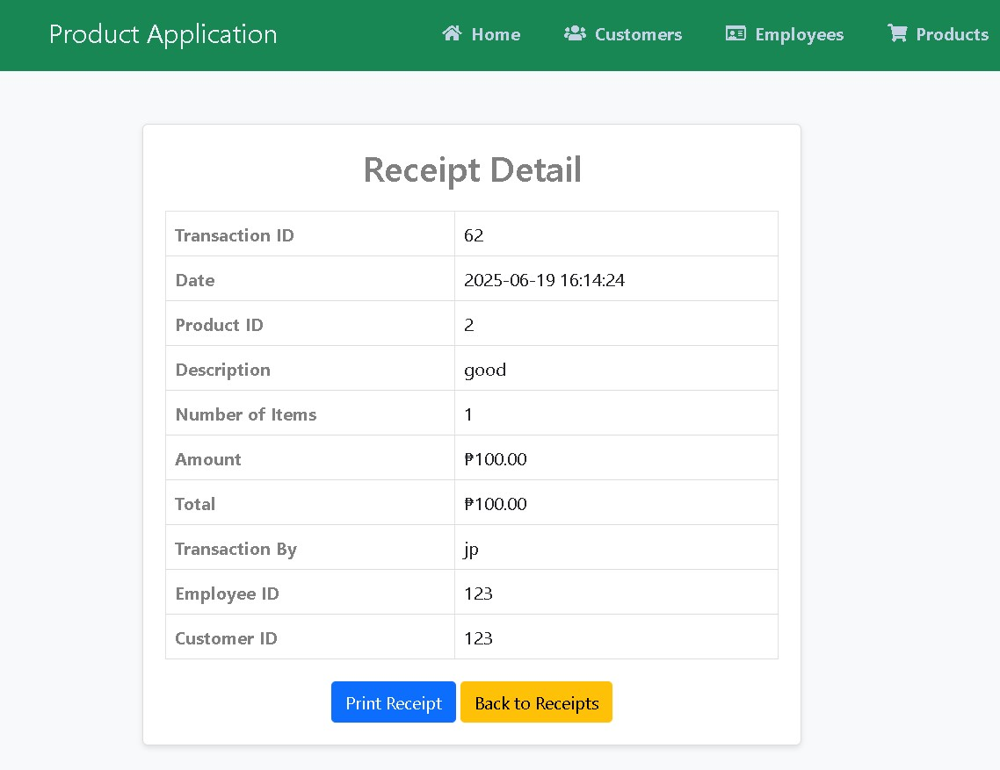 Product Application Home Customers Employees Products
Receipt Detail
Transaction ID 62
Date 2025-06-19 16:14:24
Product ID 2
Description good
Number of Items 1
Amount ₱100.00
Total ₱100.00
Transaction By jp
Employee ID 123
Customer ID 123
Print Receipt Back to Receipts